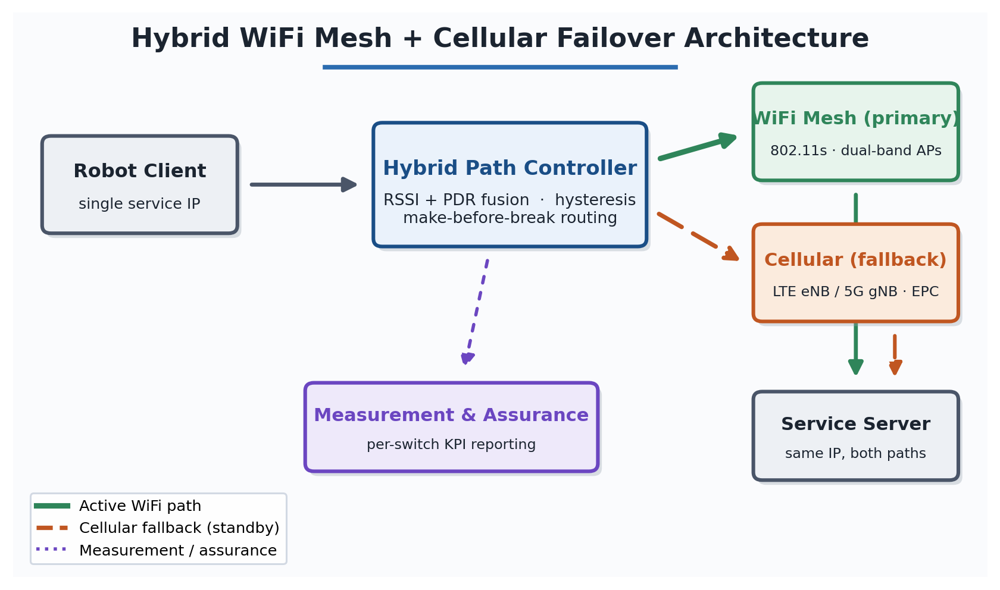 Hybrid WiFi Mesh + Cellular Failover Architecture
Robot Client
single service IP
Hybrid Path Controller
RSSI + PDR fusion · hysteresis
make-before-break routing
WiFi Mesh (primary)
802.11s · dual-band APs
Cellular (fallback)
LTE eNB / 5G gNB · EPC
Measurement & Assurance
per-switch KPI reporting
Service Server
same IP, both paths
Active WiFi path
Cellular fallback (standby)
Measurement / assurance